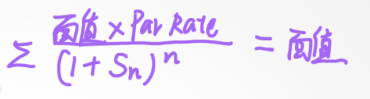 ∑ 面值 × Par Rate / (1 + Sn)^n = 面值